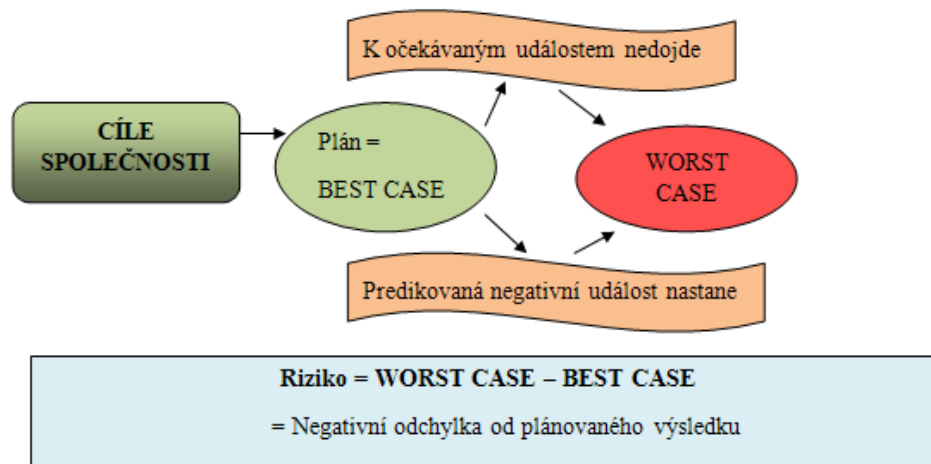 K očekávaným událostem nedojde
CÍLE
SPOLEČNOSTI
Plán =
BEST CASE
WORST
CASE
Predikovaná negativní událost nastane
Riziko = WORST CASE – BEST CASE
= Negativní odchylka od plánovaného výsledku